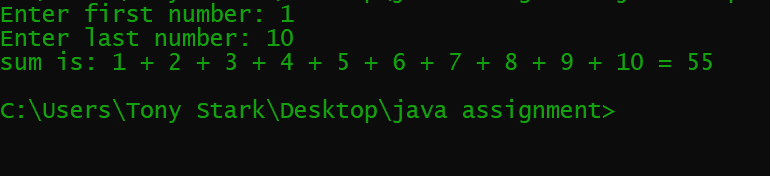 Enter first number: 1
Enter last number: 10
sum is: 1 + 2 + 3 + 4 + 5 + 6 + 7 + 8 + 9 + 10 = 55
C:\Users\Tony Stark\Desktop\java assignment>